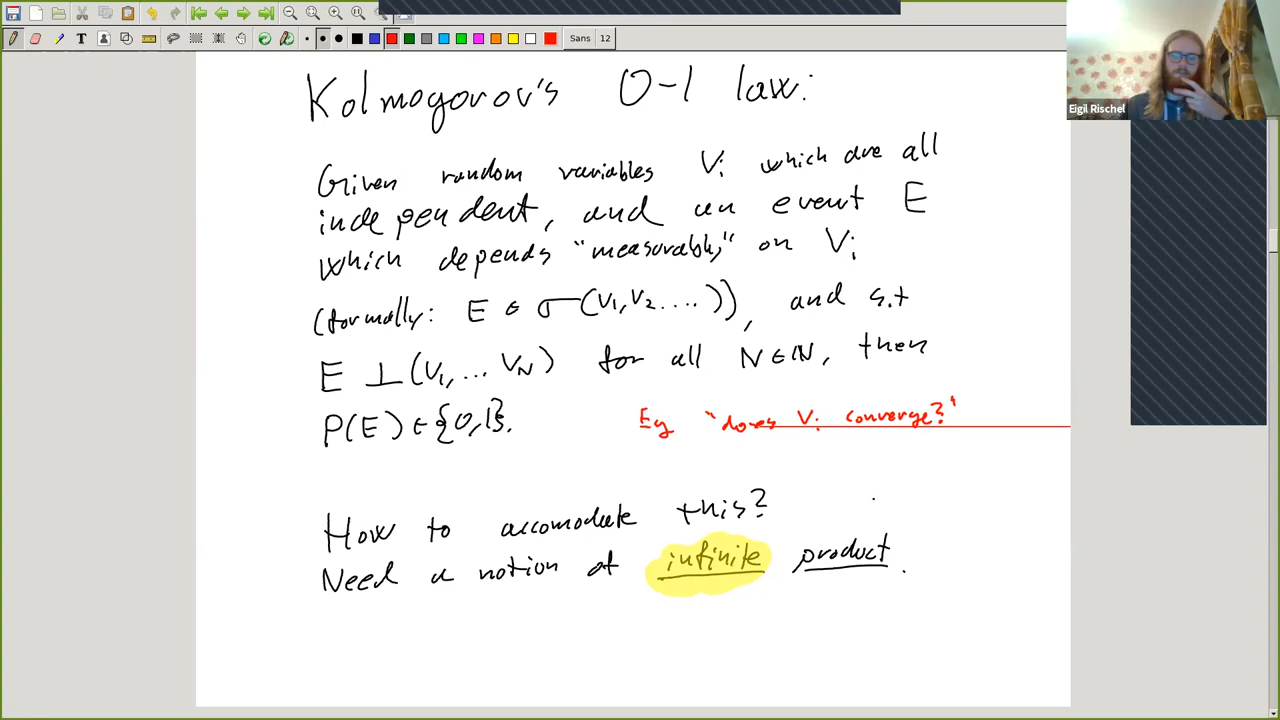 Sans 12
Eigil Rischel
Kolmogorov's 0-1 law:
Given random variables Vi which are all
independent, and an event E
which depends "measurably" on Vi
(formally: E ∈ σ(V1, V2 ....)), and s.t
E ⊥ (V1, ... VN) for all N ∈ ℕ, then
P(E) ∈ {0,1}.
Eg "does Vi converge?"
How to accomodate this?
Need a notion of infinite product.